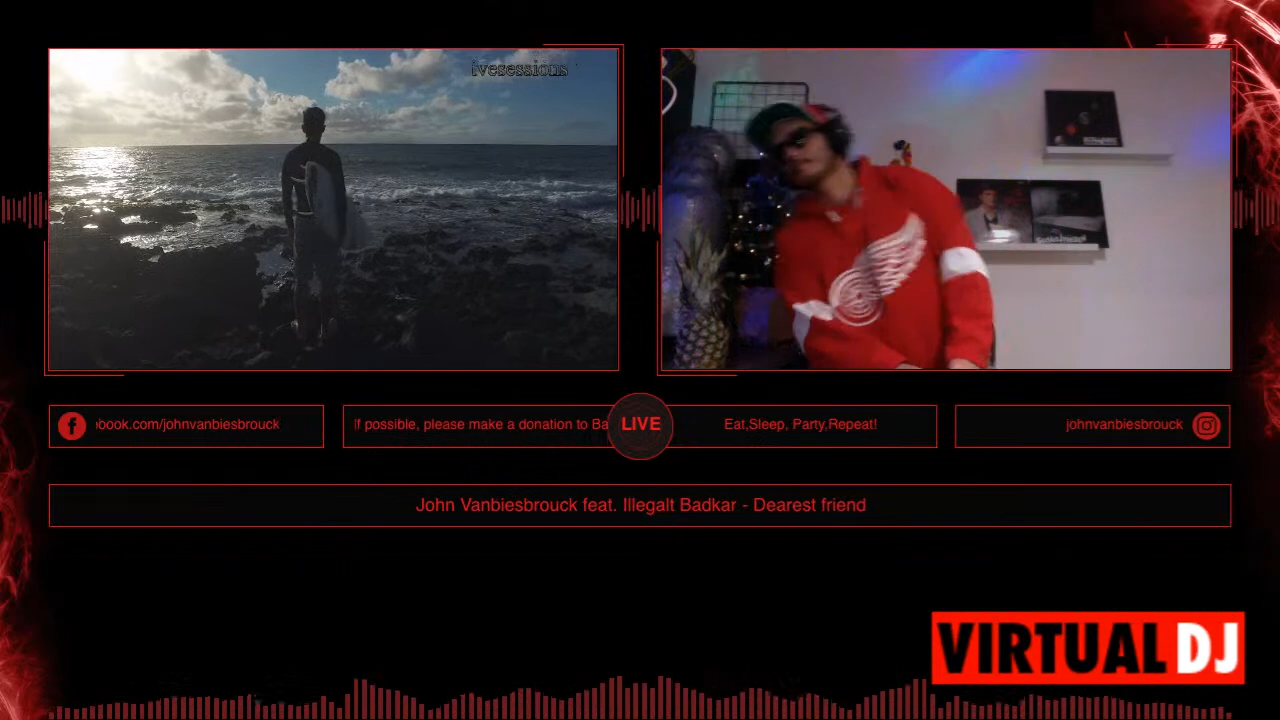 ivesessions
book.com/johnvanbiesbrouck
If possible, please make a donation to Ba
LIVE
Eat,Sleep, Party,Repeat!
johnvanbiesbrouck
John Vanbiesbrouck feat. Illegalt Badkar - Dearest friend
VIRTUAL DJ